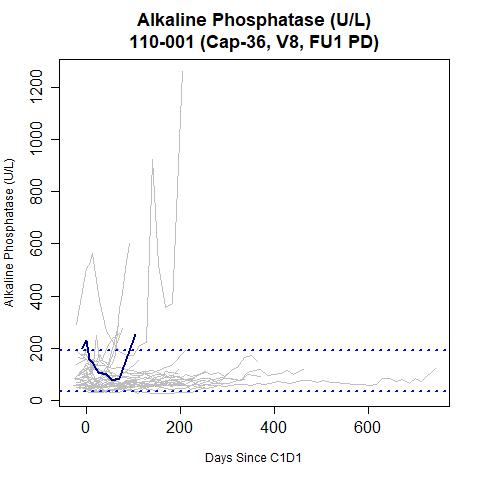 Alkaline Phosphatase (U/L)
110-001 (Cap-36, V8, FU1 PD)
Alkaline Phosphatase (U/L)
1200
1000
800
600
400
200
0
0 200 400 600
Days Since C1D1